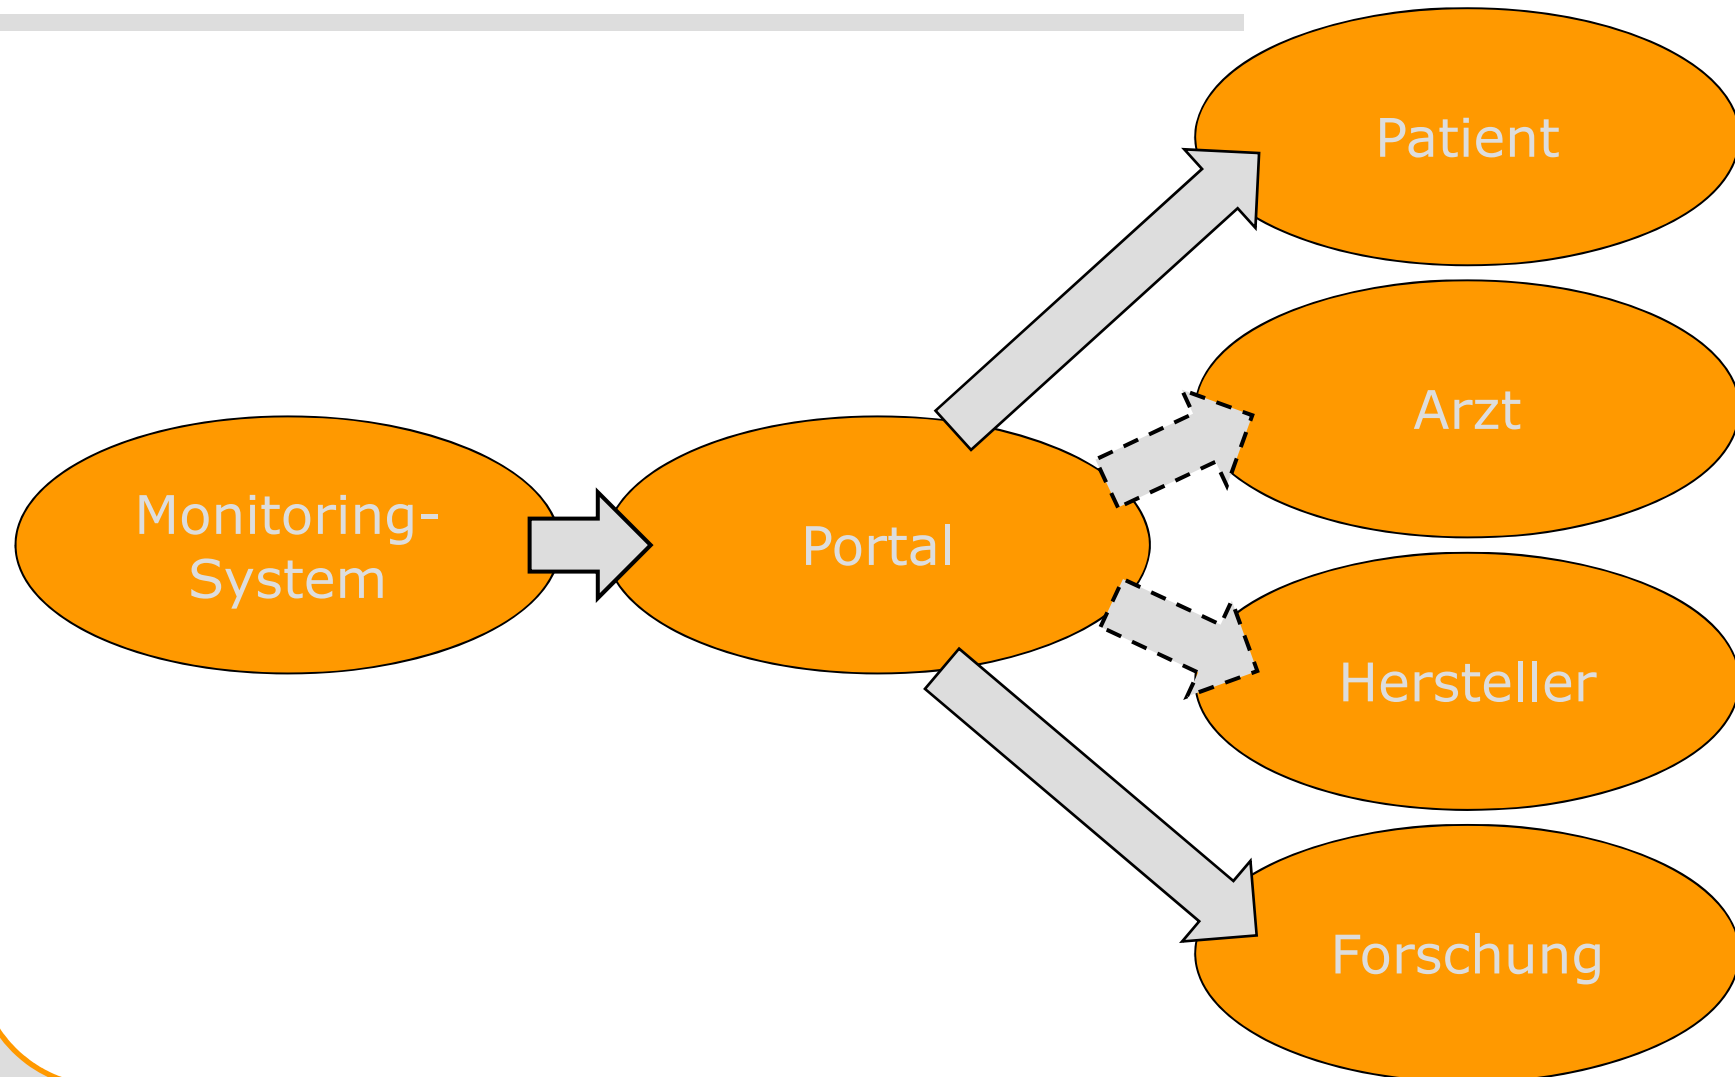 Patient
Arzt
Monitoring-
System
Portal
Hersteller
Forschung